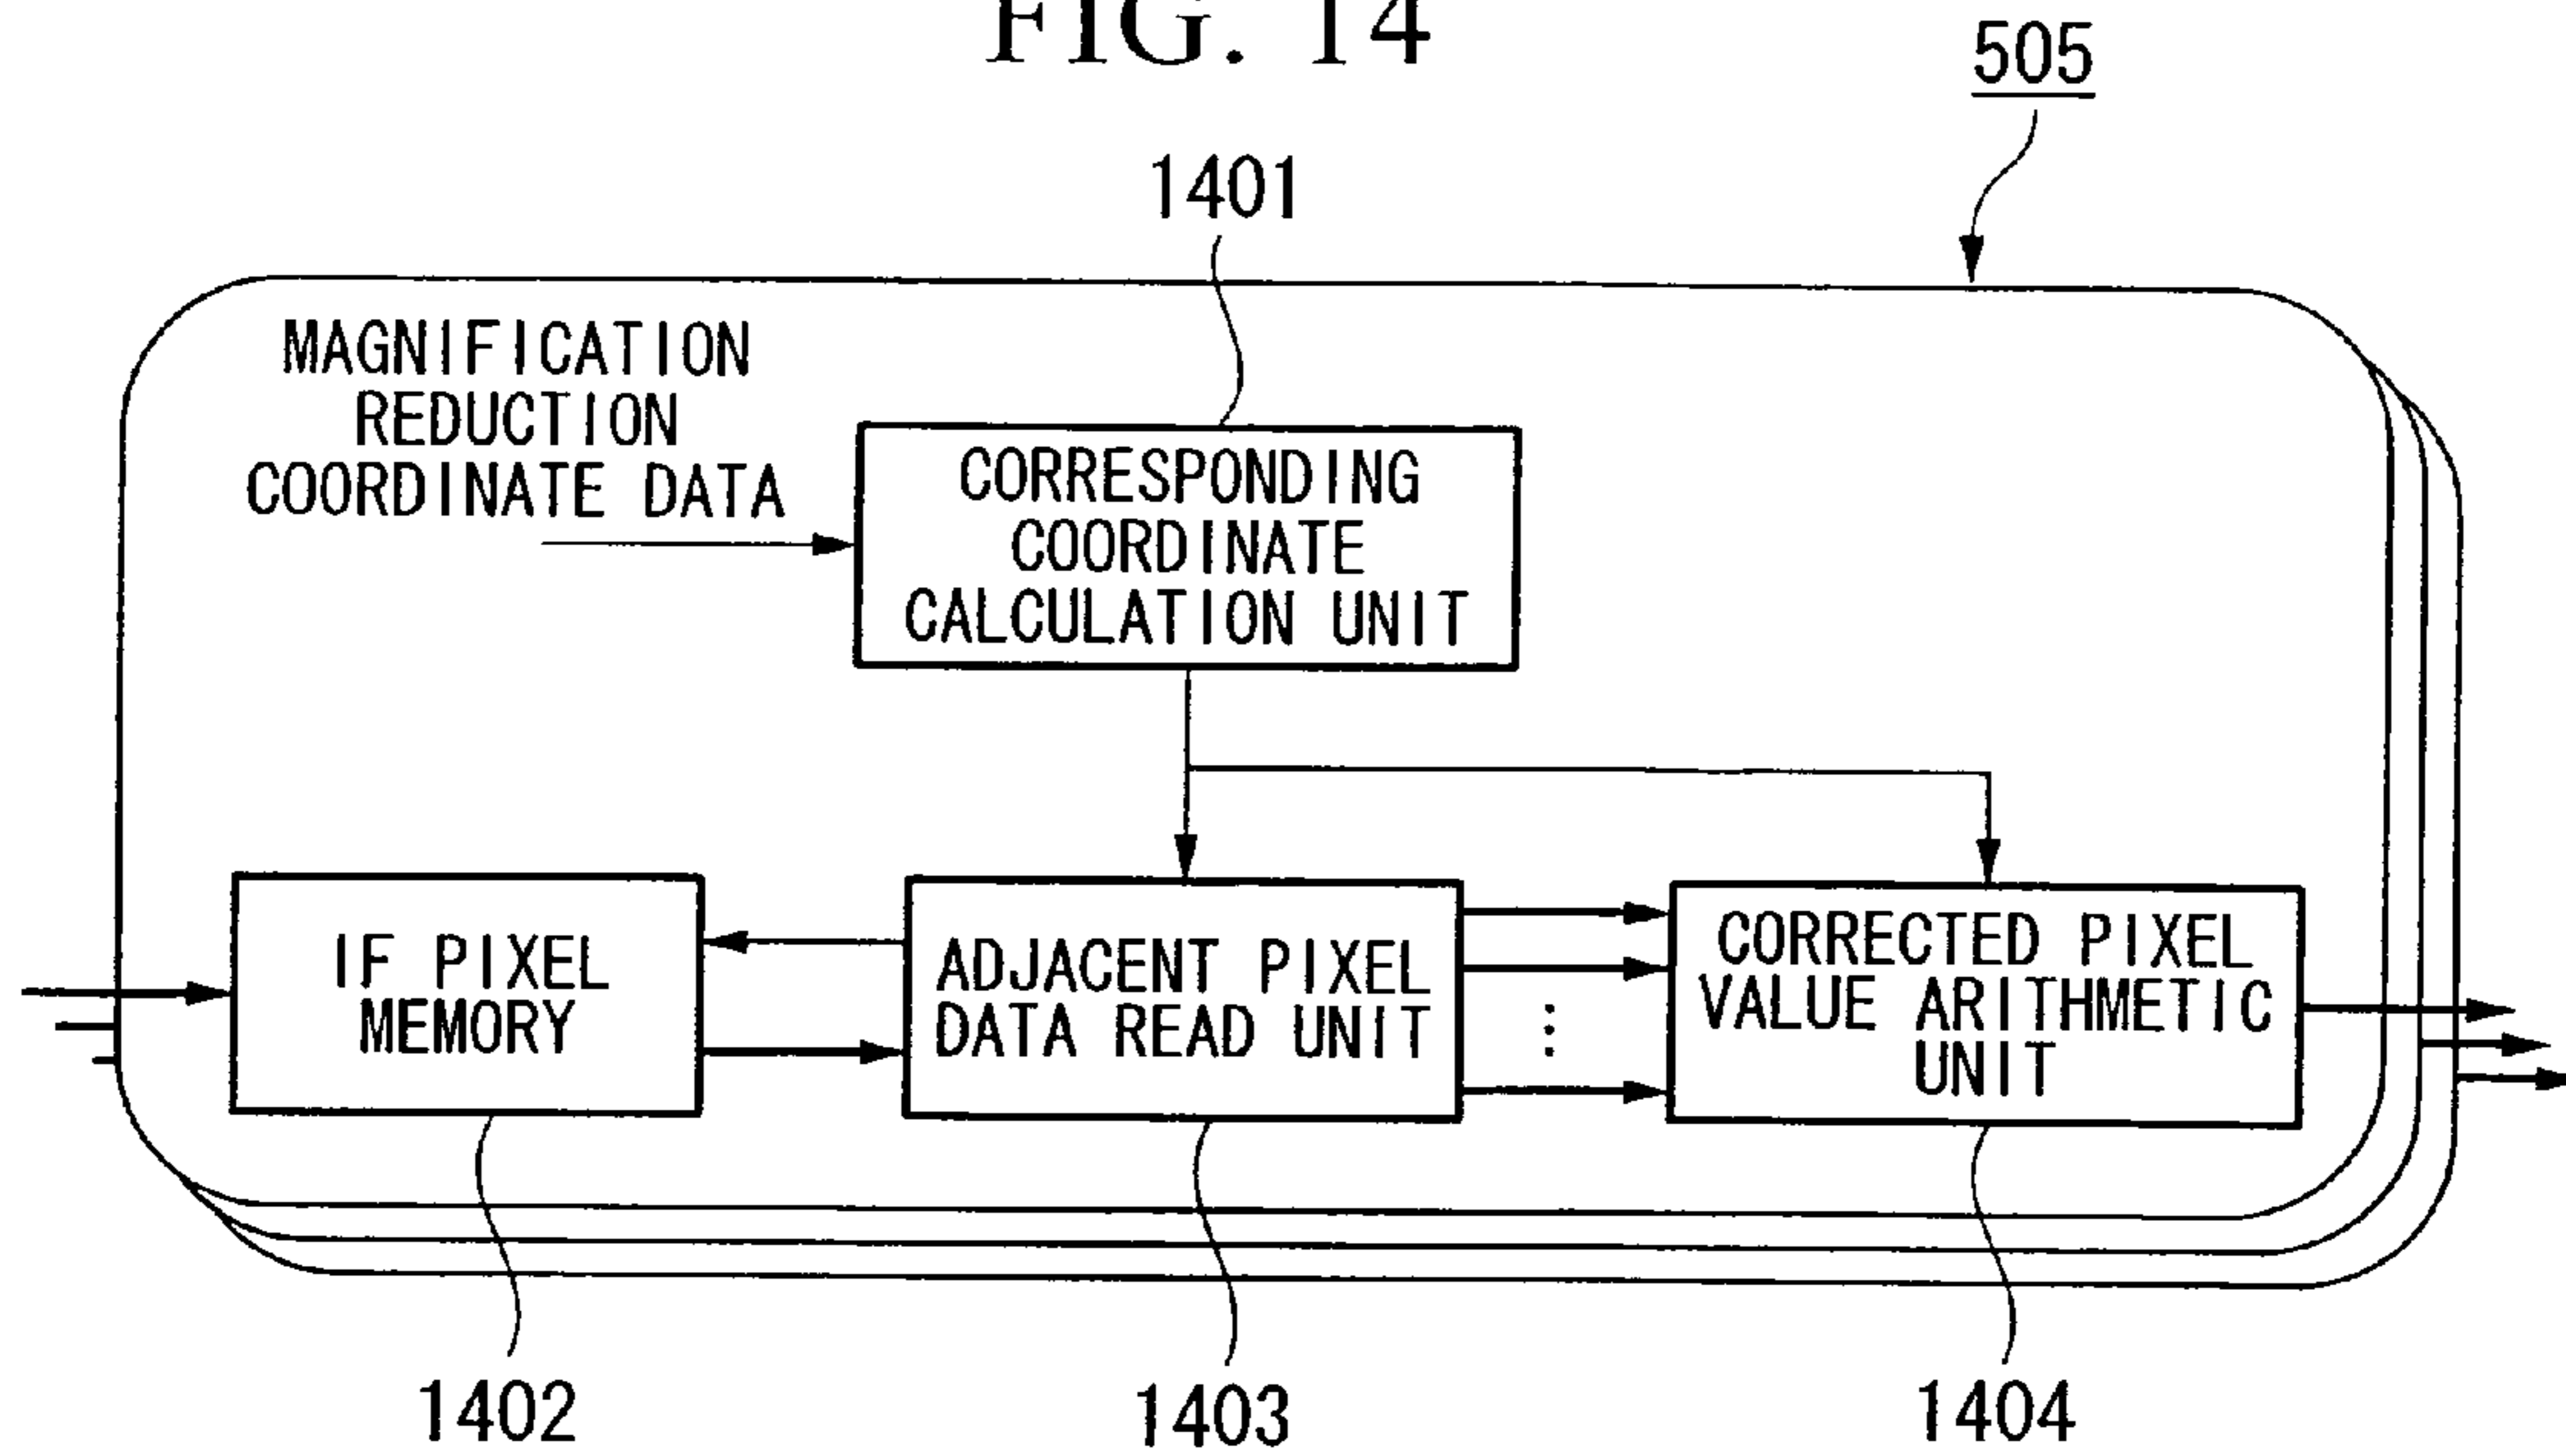 FIG. 14
505
1401
MAGNIFICATION
REDUCTION
COORDINATE DATA
CORRESPONDING
COORDINATE
CALCULATION UNIT
IF PIXEL
MEMORY
ADJACENT PIXEL
DATA READ UNIT
CORRECTED PIXEL
VALUE ARITHMETIC
UNIT
1402
1403
1404